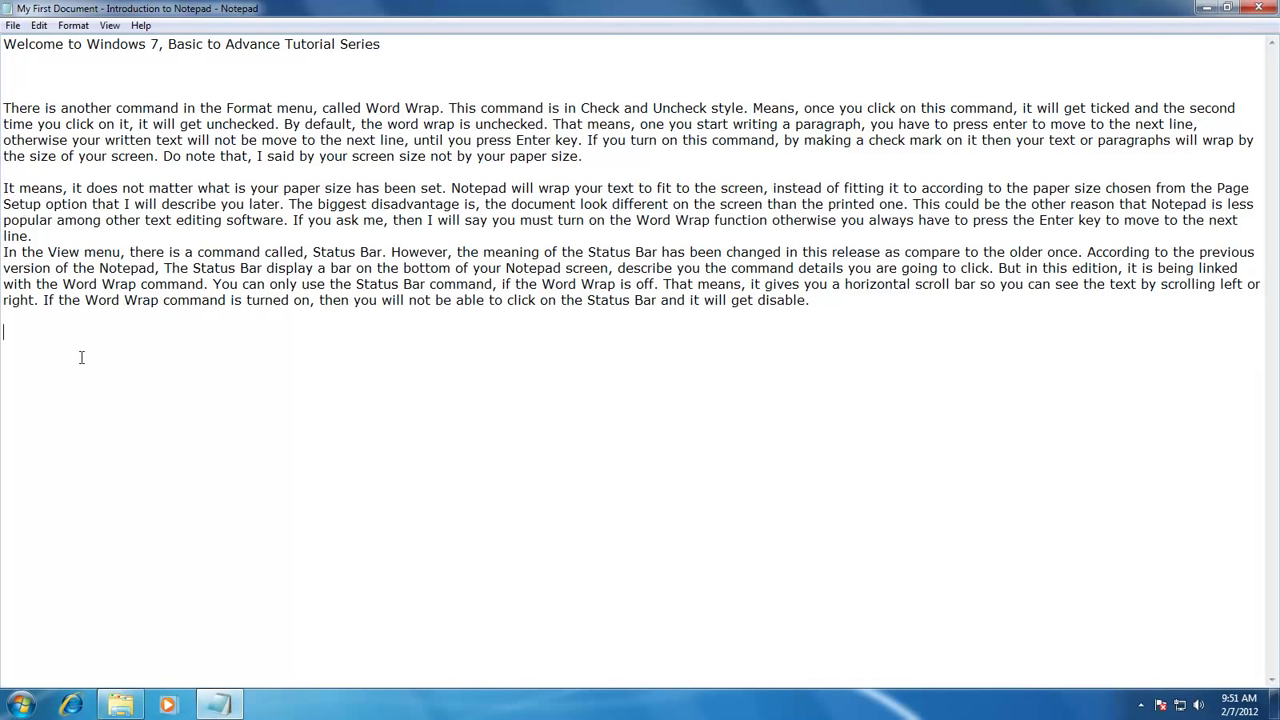 My First Document - Introduction to Notepad - Notepad
File Edit Format View Help
Welcome to Windows 7, Basic to Advance Tutorial Series
There is another command in the Format menu, called Word Wrap. This command is in Check and Uncheck style. Means, once you click on this command, it will get ticked and the second
time you click on it, it will get unchecked. By default, the word wrap is unchecked. That means, one you start writing a paragraph, you have to press enter to move to the next line,
otherwise your written text will not be move to the next line, until you press Enter key. If you turn on this command, by making a check mark on it then your text or paragraphs will wrap by
the size of your screen. Do note that, I said by your screen size not by your paper size.
It means, it does not matter what is your paper size has been set. Notepad will wrap your text to fit to the screen, instead of fitting it to according to the paper size chosen from the Page
Setup option that I will describe you later. The biggest disadvantage is, the document look different on the screen than the printed one. This could be the other reason that Notepad is less
popular among other text editing software. If you ask me, then I will say you must turn on the Word Wrap function otherwise you always have to press the Enter key to move to the next
line.
In the View menu, there is a command called, Status Bar. However, the meaning of the Status Bar has been changed in this release as compare to the older once. According to the previous
version of the Notepad, The Status Bar display a bar on the bottom of your Notepad screen, describe you the command details you are going to click. But in this edition, it is being linked
with the Word Wrap command. You can only use the Status Bar command, if the Word Wrap is off. That means, it gives you a horizontal scroll bar so you can see the text by scrolling left or
right. If the Word Wrap command is turned on, then you will not be able to click on the Status Bar and it will get disable.
9:51 AM
2/7/2012